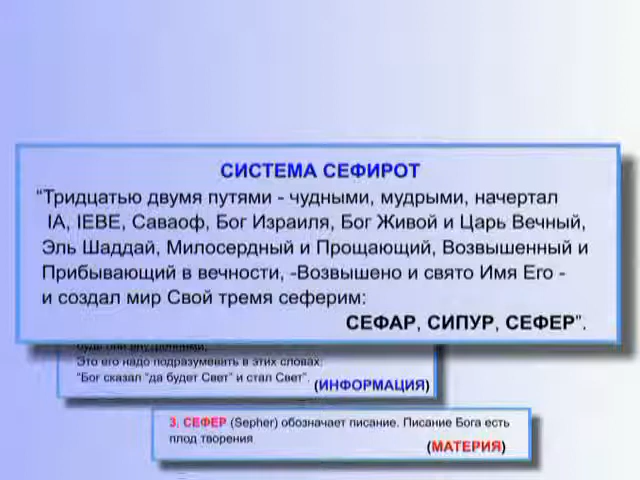 СИСТЕМА СЕФИРОТ
“Тридцатью двумя путями - чудными, мудрыми, начертал
IA, IEBE, Саваоф, Бог Израиля, Бог Живой и Царь Вечный,
Эль Шаддай, Милосердный и Прощающий, Возвышенный и
Прибывающий в вечности, -Возвышено и свято Имя Его -
и создал мир Свой тремя сеферим:
СЕФАР, СИПУР, СЕФЕР”.
Это его надо подразумевать в этих словах:
“Бог сказал “да будет Свет” и стал Свет”. (ИНФОРМАЦИЯ)
3. СЕФЕР (Sepher) обозначает писание. Писание Бога есть
плод творения
(МАТЕРИЯ)